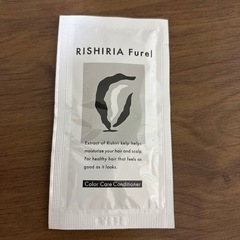 RISHIRIA Furel
Extract of Rishiri kelp helps
moisturize your hair and scalp.
For healthy hair that feels as
good as it looks.
Color Care Conditioner